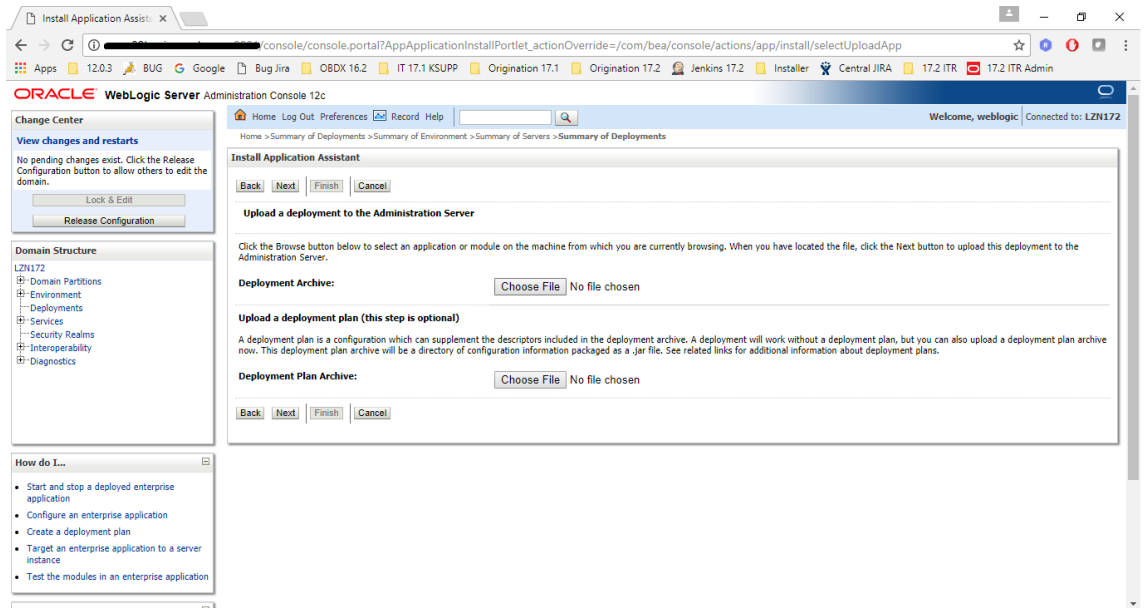 Install Application Assista
/console/console.portal?AppApplicationInstallPortlet_actionOverride=/com/bea/console/actions/app/install/selectUploadApp
Apps 12.0.3 BUG Google Bug Jira OBDX 16.2 IT 17.1 KSUPP Origination 17.1 Origination 17.2 Jenkins 17.2 Installer Central JIRA 17.2 ITR 17.2 ITR Admin
ORACLE WebLogic Server Administration Console 12c
Change Center
View changes and restarts
No pending changes exist. Click the Release
Configuration button to allow others to edit the
domain.
Lock & Edit
Release Configuration
Domain Structure
LZN172
Domain Partitions
Environment
Deployments
Services
Security Realms
Interoperability
Diagnostics
How do I...
Start and stop a deployed enterprise
application
Configure an enterprise application
Create a deployment plan
Target an enterprise application to a server
instance
Test the modules in an enterprise application
Home Log Out Preferences Record Help
Welcome, weblogic Connected to: LZN172
Home >Summary of Deployments >Summary of Environment >Summary of Servers >Summary of Deployments
Install Application Assistant
Back Next Finish Cancel
Upload a deployment to the Administration Server
Click the Browse button below to select an application or module on the machine from which you are currently browsing. When you have located the file, click the Next button to upload this deployment to the
Administration Server.
Deployment Archive: Choose File No file chosen
Upload a deployment plan (this step is optional)
A deployment plan is a configuration which can supplement the descriptors included in the deployment archive. A deployment will work without a deployment plan, but you can also upload a deployment plan archive
now. This deployment plan archive will be a directory of configuration information packaged as a .jar file. See related links for additional information about deployment plans.
Deployment Plan Archive: Choose File No file chosen
Back Next Finish Cancel